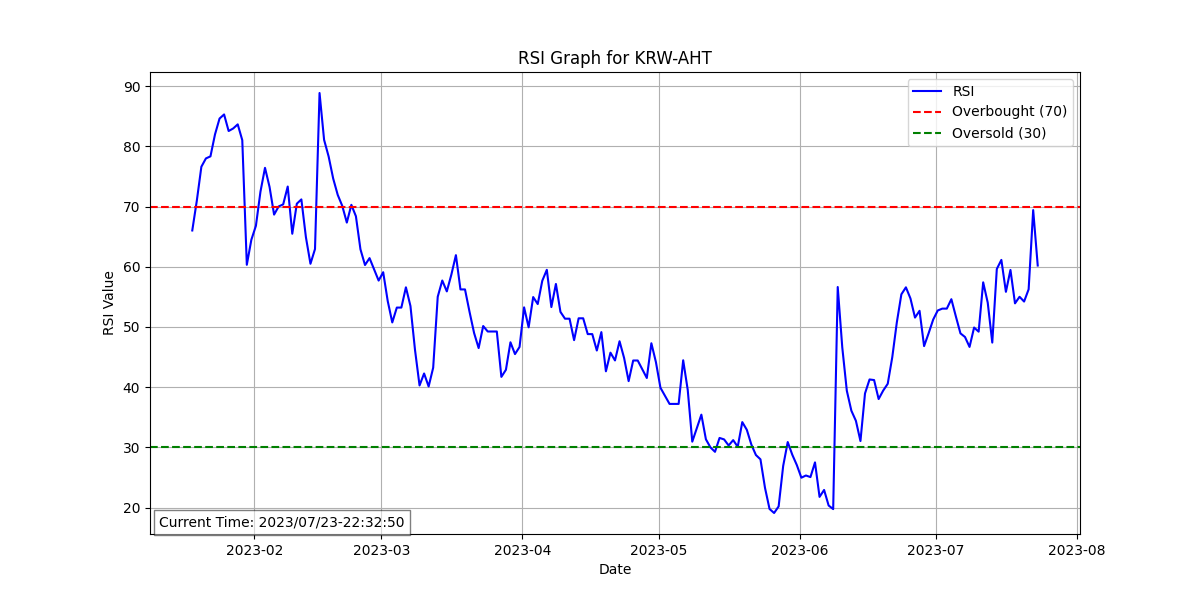 RSI Graph for KRW-AHT
90
80
70
60
50
40
30
20
RSI Value
RSI
Overbought (70)
Oversold (30)
Current Time: 2023/07/23-22:32:50
2023-02
2023-03
2023-04
2023-05
2023-06
2023-07
2023-08
Date